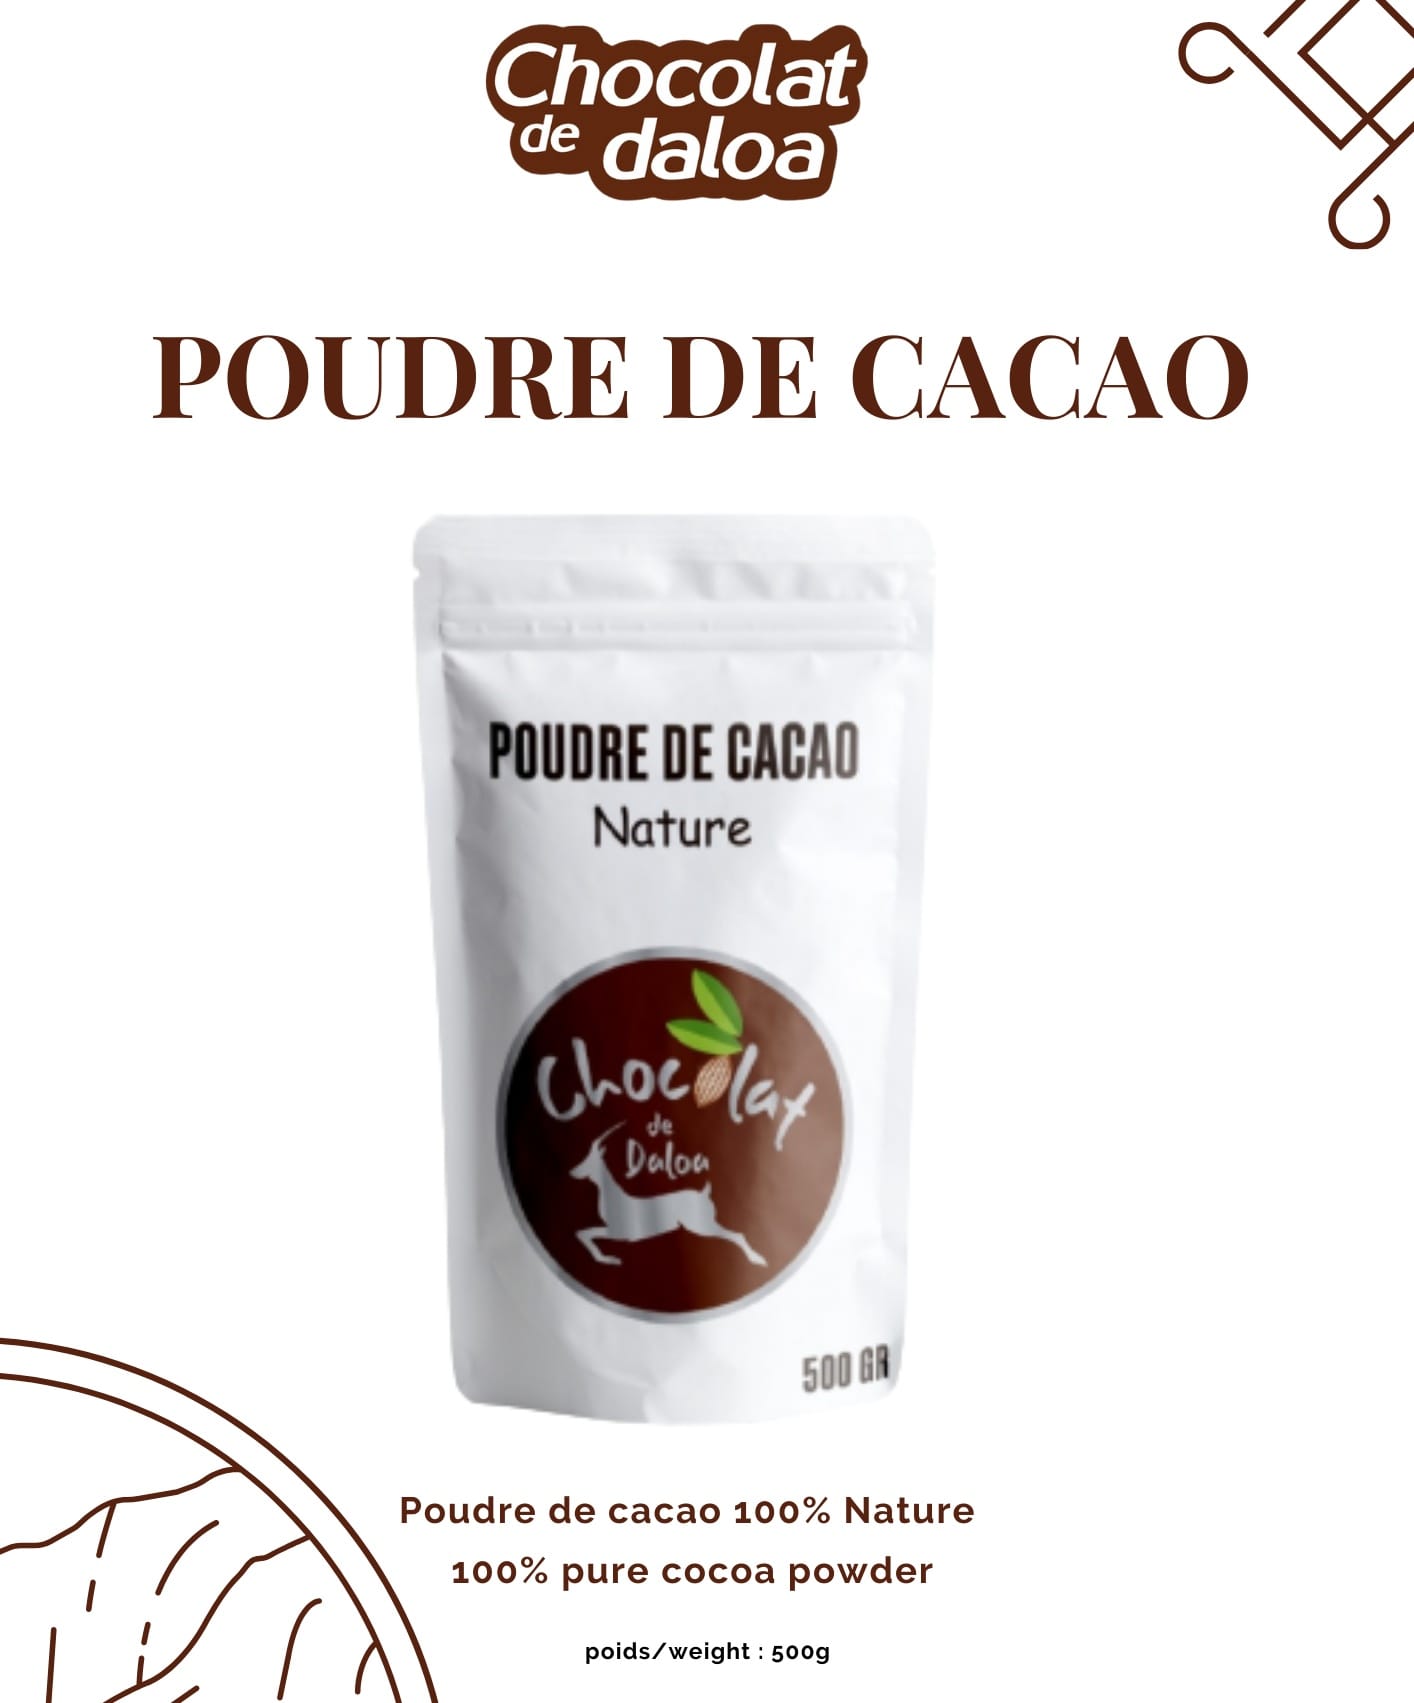 Chocolat
de daloa
POUDRE DE CACAO
POUDRE DE CACAO
Nature
Chocolat
de
Daloa
500 GR
Poudre de cacao 100% Nature
100% pure cocoa powder
poids/weight : 500g